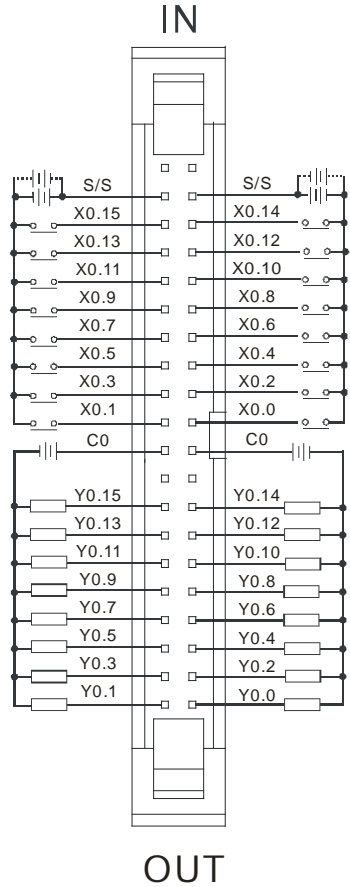 IN
S/S S/S
X0.15 X0.14
X0.13 X0.12
X0.11 X0.10
X0.9 X0.8
X0.7 X0.6
X0.5 X0.4
X0.3 X0.2
X0.1 X0.0
C0 C0
Y0.15 Y0.14
Y0.13 Y0.12
Y0.11 Y0.10
Y0.9 Y0.8
Y0.7 Y0.6
Y0.5 Y0.4
Y0.3 Y0.2
Y0.1 Y0.0
OUT